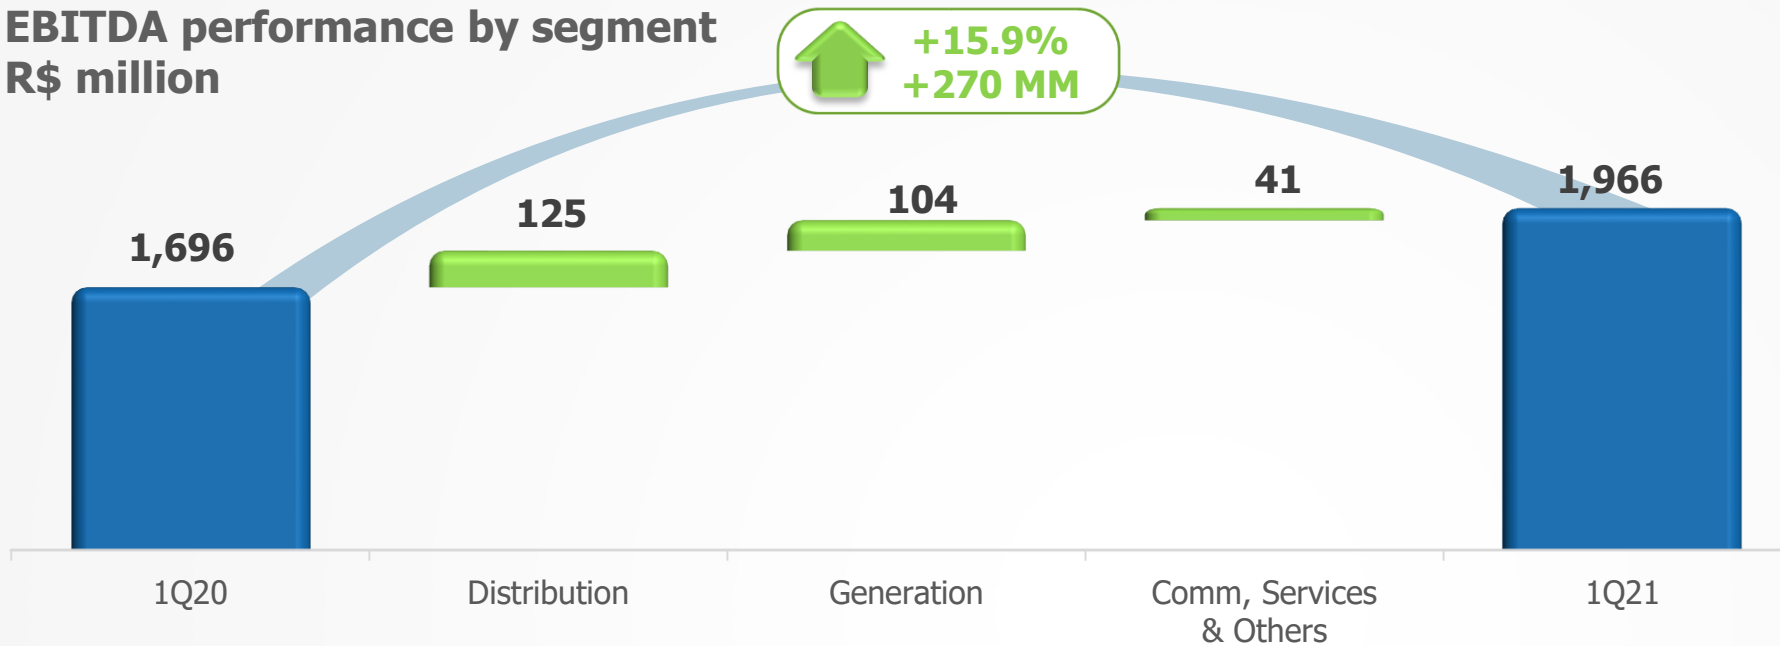 EBITDA performance by segment
R$ million
+15.9%
+270 MM
1,696
125
104
41
1,966
1Q20
Distribution
Generation
Comm, Services
& Others
1Q21